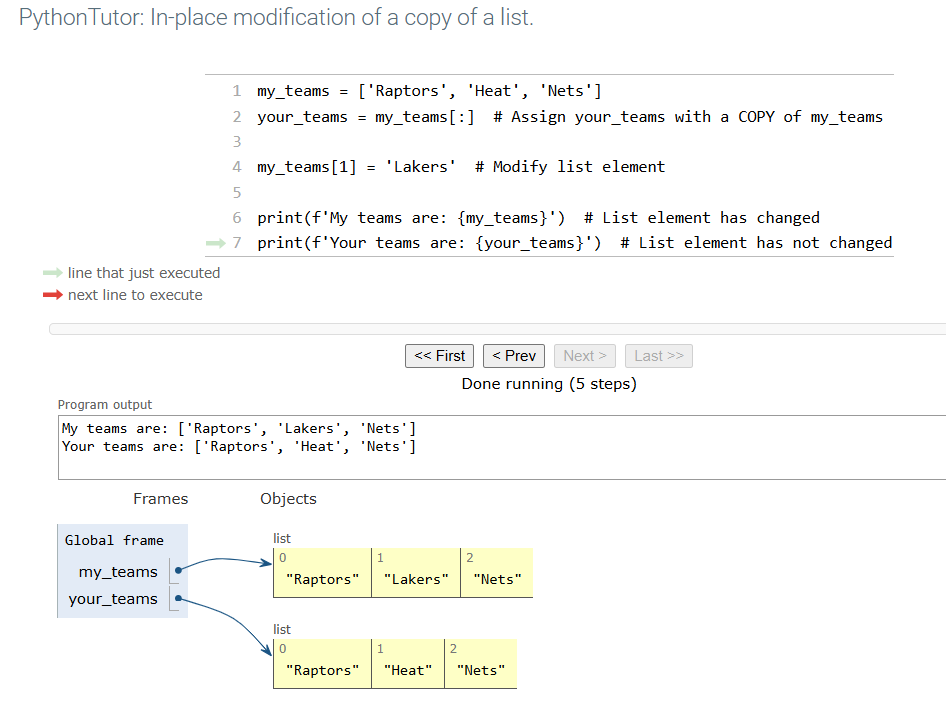 PythonTutor: In-place modification of a copy of a list.
1 my_teams = ['Raptors', 'Heat', 'Nets']
2 your_teams = my_teams[:]  # Assign your_teams with a COPY of my_teams
3
4 my_teams[1] = 'Lakers'  # Modify list element
5
6 print(f'My teams are: {my_teams}')  # List element has changed
7 print(f'Your teams are: {your_teams}')  # List element has not changed
line that just executed
next line to execute
<< First < Prev Next > Last >>
Done running (5 steps)
Program output
My teams are: ['Raptors', 'Lakers', 'Nets']
Your teams are: ['Raptors', 'Heat', 'Nets']
Frames Objects
Global frame
my_teams
your_teams
list
0 1 2
"Raptors" "Lakers" "Nets"
list
0 1 2
"Raptors" "Heat" "Nets"